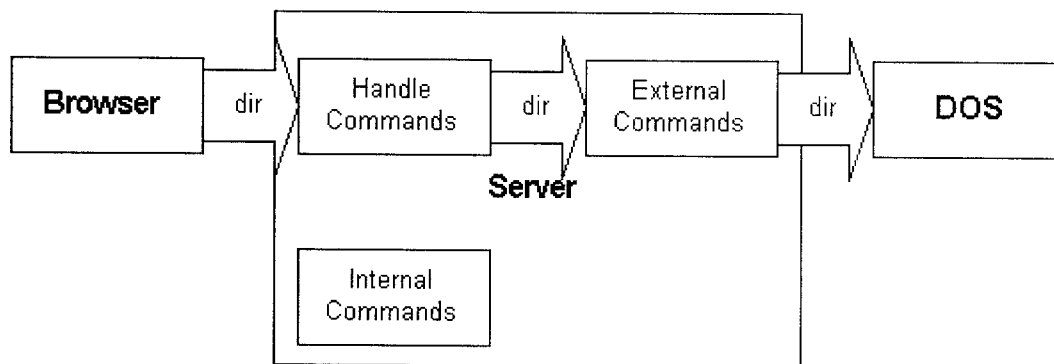 Browser
dir
Handle
Commands
dir
External
Commands
dir
DOS
Server
Internal
Commands